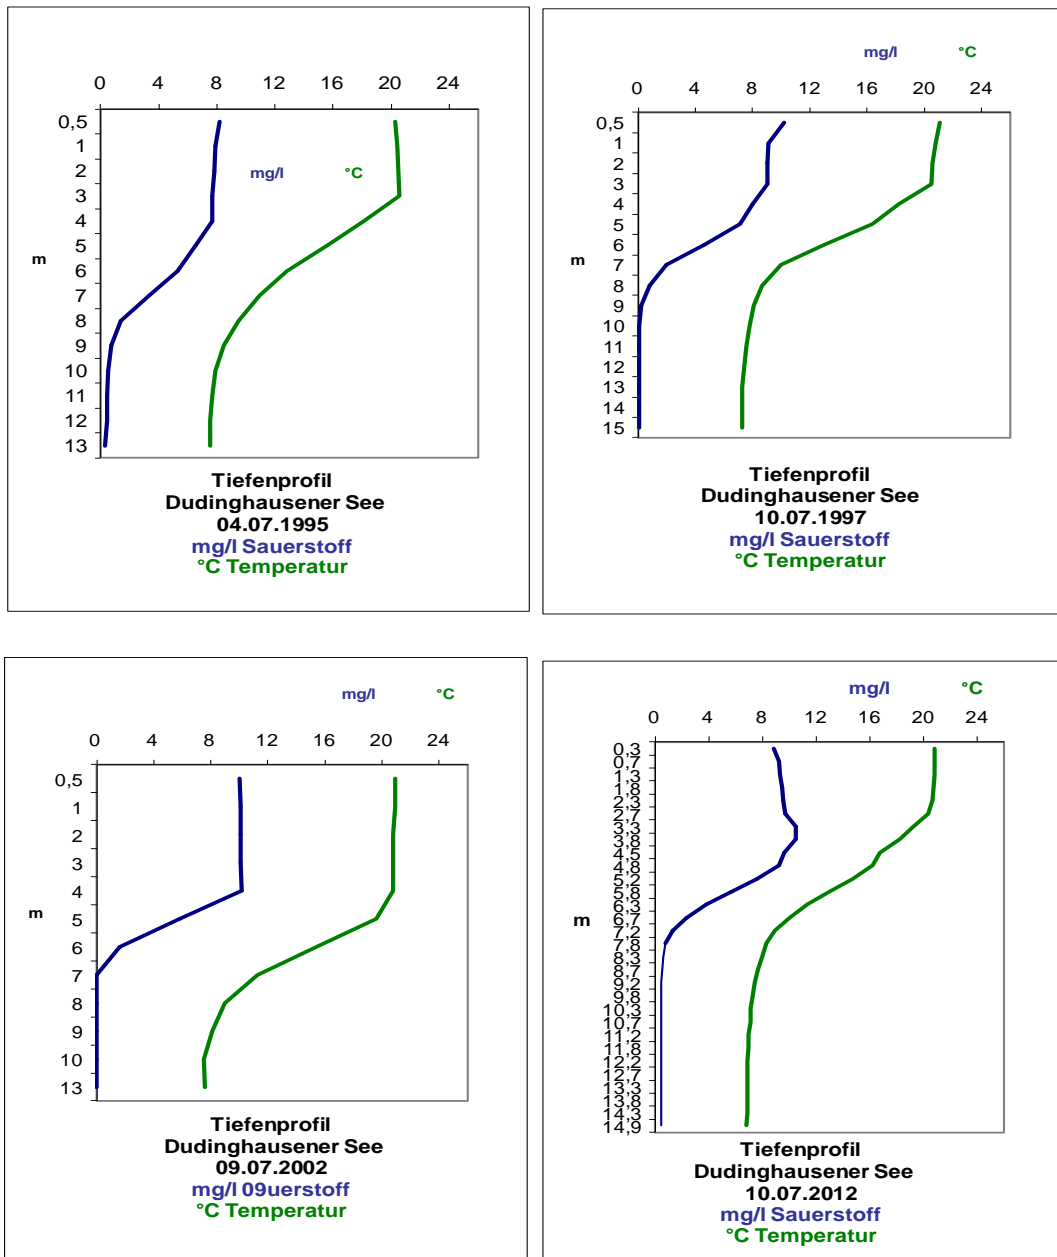 0 4 8 12 16 20 24
0,5
1
2
mg/l °C
3
4
5
m
6
7
8
9
10
11
12
13
Tiefenprofil
Dudinghausener See
04.07.1995
mg/l Sauerstoff
°C Temperatur
mg/l °C
0 4 8 12 16 20 24
0,5
1
2
3
4
5
6
m
7
8
9
10
11
12
13
14
15
Tiefenprofil
Dudinghausener See
10.07.1997
mg/l Sauerstoff
°C Temperatur
mg/l °C
0 4 8 12 16 20 24
0,5
1
2
3
4
m
5
6
7
8
9
10
13
Tiefenprofil
Dudinghausener See
09.07.2002
mg/l 09uerstoff
°C Temperatur
mg/l °C
0 4 8 12 16 20 24
0,3
0,7
1,3
1,8
2,3
2,7
3,3
3,8
4,5
4,8
5,2
5,8
6,3
6,7
m
7,2
7,8
8,3
8,7
9,2
9,8
10,3
10,7
11,2
11,8
12,2
12,7
13,3
13,8
14,3
14,9
Tiefenprofil
Dudinghausener See
10.07.2012
mg/l Sauerstoff
°C Temperatur